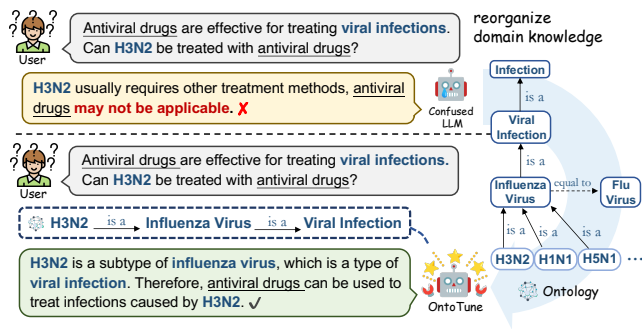 Antiviral drugs are effective for treating viral infections.
Can H3N2 be treated with antiviral drugs?
User
H3N2 usually requires other treatment methods, antiviral
drugs may not be applicable. ✗
Confused
LLM
Antiviral drugs are effective for treating viral infections.
Can H3N2 be treated with antiviral drugs?
User
H3N2 is a Influenza Virus is a Viral Infection
H3N2 is a subtype of influenza virus, which is a type of
viral infection. Therefore, antiviral drugs can be used to
treat infections caused by H3N2. ✓
OntoTune
reorganize
domain knowledge
Infection
is a
Viral
Infection
is a
Influenza
Virus
equal to
Flu
Virus
is a
is a
is a
H3N2 H1N1 H5N1 ...
Ontology